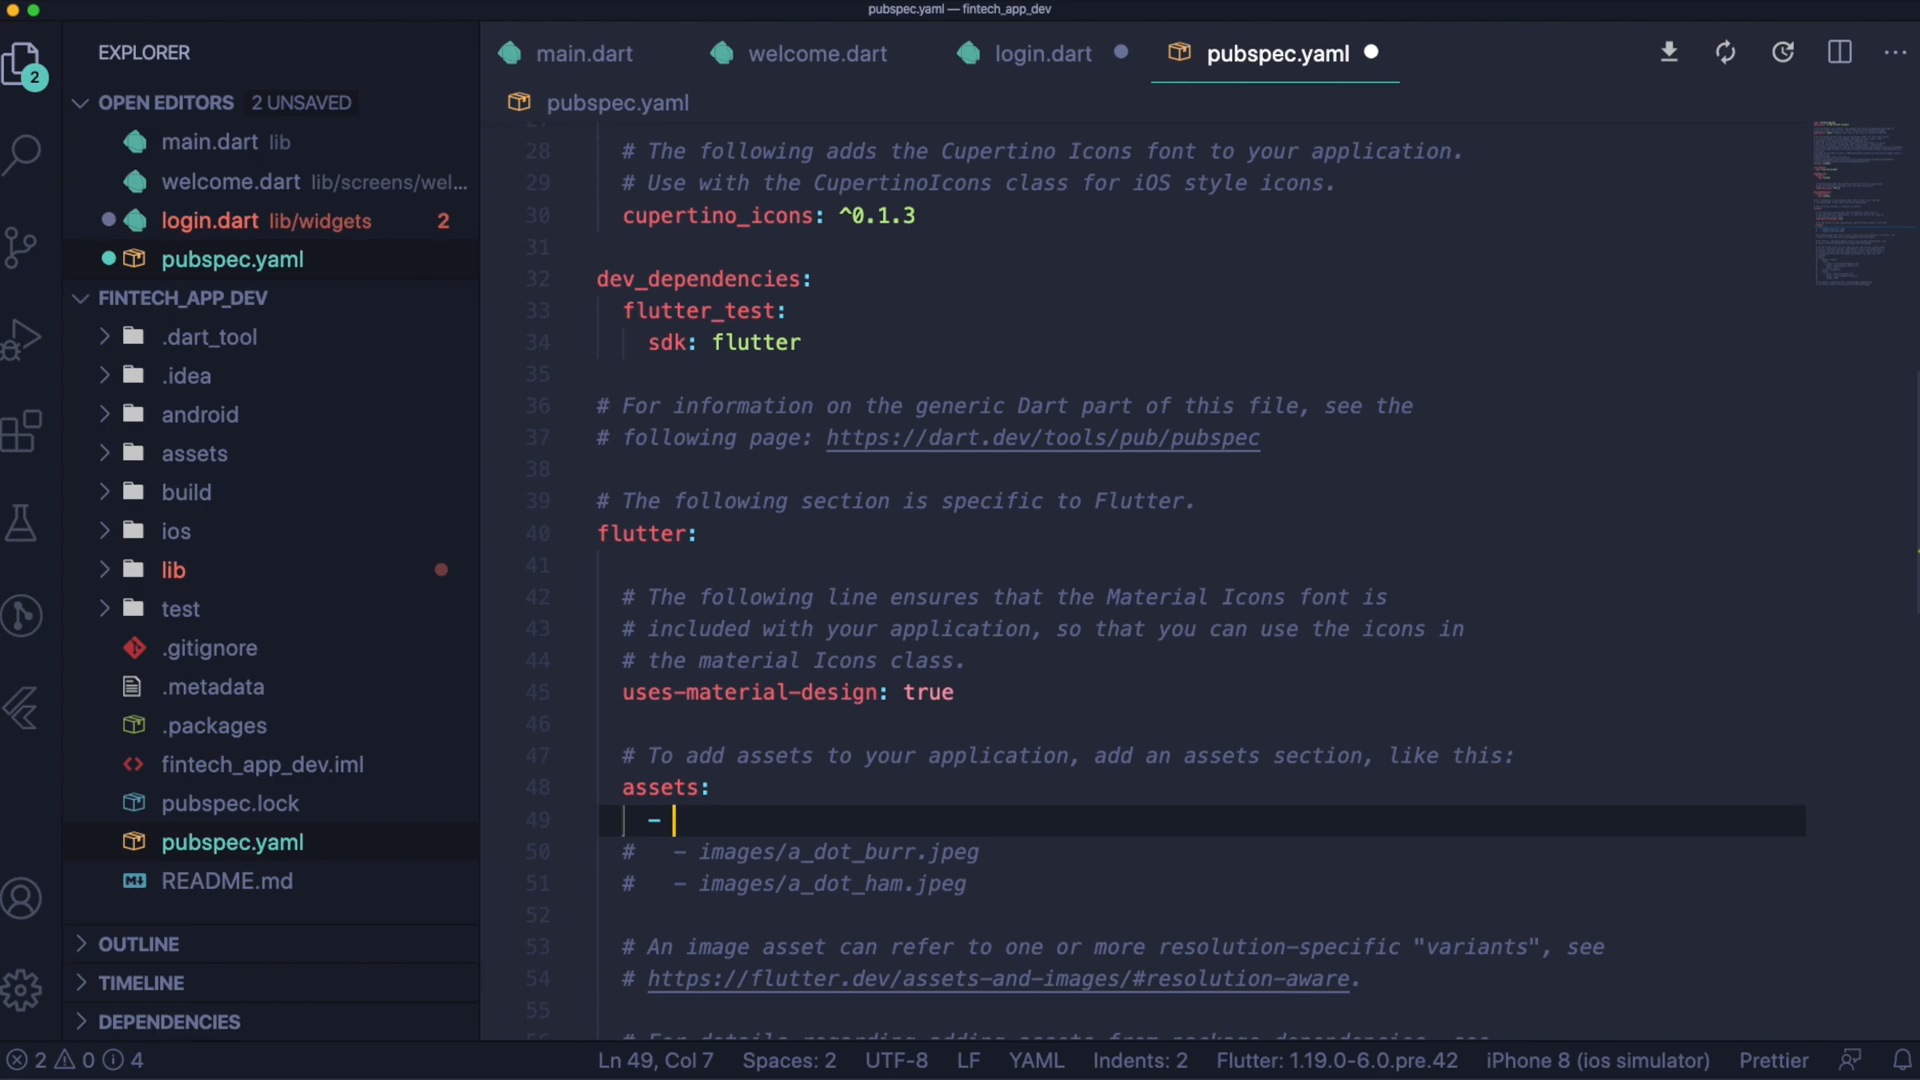 pubspec.yaml — fintech_app_dev
2
EXPLORER
OPEN EDITORS 2 UNSAVED
main.dart lib
welcome.dart lib/screens/wel...
login.dart lib/widgets 2
pubspec.yaml
FINTECH_APP_DEV
.dart_tool
.idea
android
assets
build
ios
lib
test
.gitignore
.metadata
.packages
fintech_app_dev.iml
pubspec.lock
pubspec.yaml
README.md
OUTLINE
TIMELINE
DEPENDENCIES
main.dart welcome.dart login.dart pubspec.yaml
pubspec.yaml
28 # The following adds the Cupertino Icons font to your application.
29 # Use with the CupertinoIcons class for iOS style icons.
30 cupertino_icons: ^0.1.3
31
32 dev_dependencies:
33 flutter_test:
34 sdk: flutter
35
36 # For information on the generic Dart part of this file, see the
37 # following page: https://dart.dev/tools/pub/pubspec
38
39 # The following section is specific to Flutter.
40 flutter:
41
42 # The following line ensures that the Material Icons font is
43 # included with your application, so that you can use the icons in
44 # the material Icons class.
45 uses-material-design: true
46
47 # To add assets to your application, add an assets section, like this:
48 assets:
49 -
50 # - images/a_dot_burr.jpeg
51 # - images/a_dot_ham.jpeg
52
53 # An image asset can refer to one or more resolution-specific "variants", see
54 # https://flutter.dev/assets-and-images/#resolution-aware.
55
2 0 4 Ln 49, Col 7 Spaces: 2 UTF-8 LF YAML Indents: 2 Flutter: 1.19.0-6.0.pre.42 iPhone 8 (ios simulator) Prettier